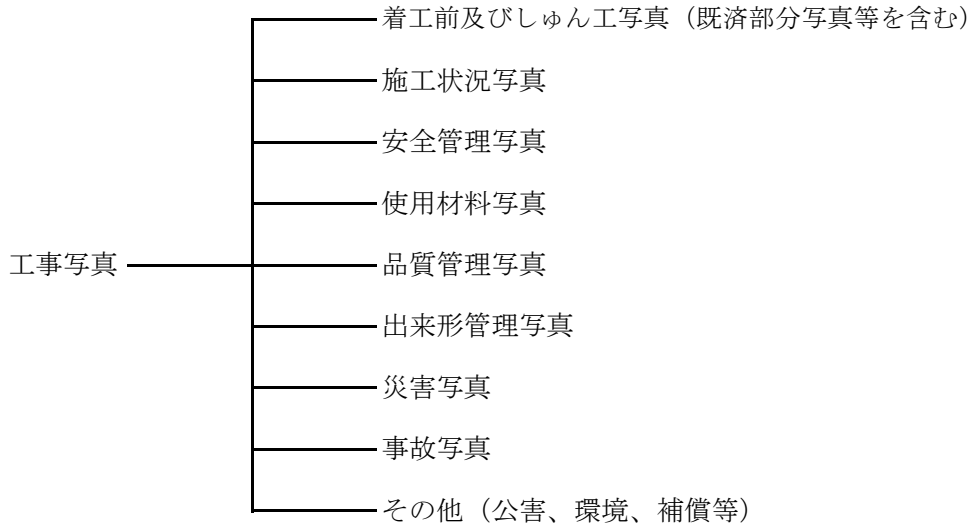 着工前及びしゅん工写真（既済部分写真等を含む）
施工状況写真
安全管理写真
使用材料写真
工事写真
品質管理写真
出来形管理写真
災害写真
事故写真
その他（公害、環境、補償等）